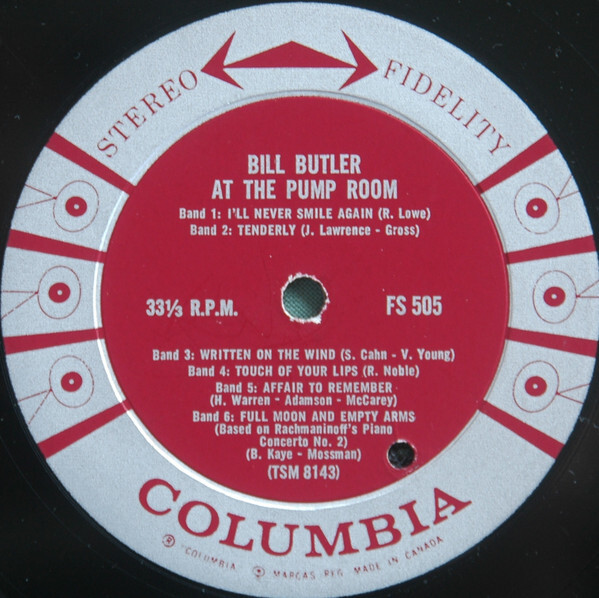 STEREO FIDELITY
BILL BUTLER
AT THE PUMP ROOM
Band 1: I'LL NEVER SMILE AGAIN (R. Lowe)
Band 2: TENDERLY (J. Lawrence - Gross)
33⅓ R.P.M.
FS 505
Band 3: WRITTEN ON THE WIND (S. Cahn - V. Young)
Band 4: TOUCH OF YOUR LIPS (R. Noble)
Band 5: AFFAIR TO REMEMBER
(H. Warren - Adamson - McCarey)
Band 6: FULL MOON AND EMPTY ARMS
(Based on Rachmaninoff's Piano
Concerto No. 2)
(B. Kaye - Mossman)
(TSM 8143)
COLUMBIA
"COLUMBIA MARCAS REG. MADE IN CANADA